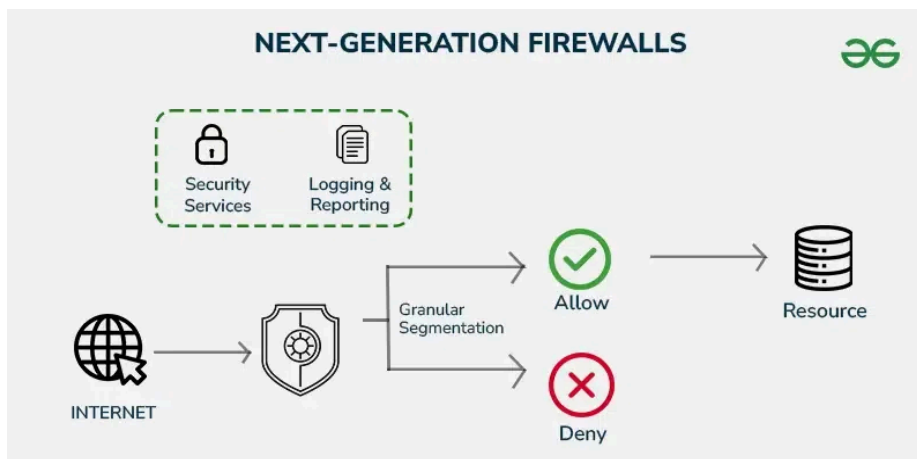 NEXT-GENERATION FIREWALLS
Security
Services
Logging &
Reporting
Granular
Segmentation
Allow
Resource
INTERNET
Deny